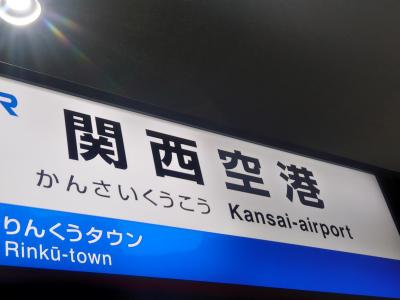 関西空港
かんさいくうこう Kansai-airport
りんくうタウン
Rinkū-town